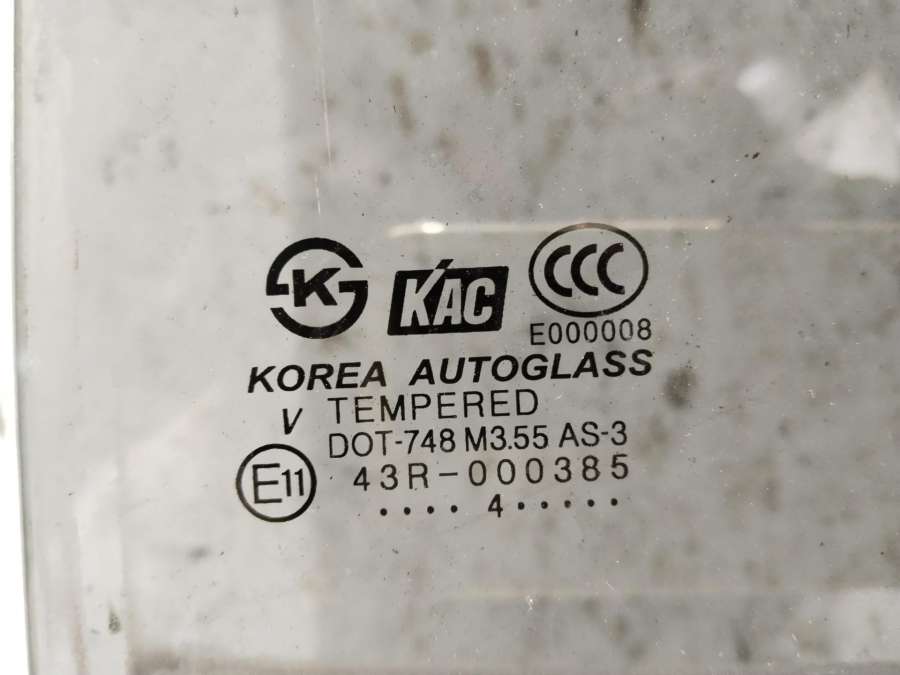 K
KAC
CCC
E000008
KOREA AUTOGLASS
V TEMPERED
DOT-748 M3.55 AS-3
E11 43R-000385
.... 4 .....